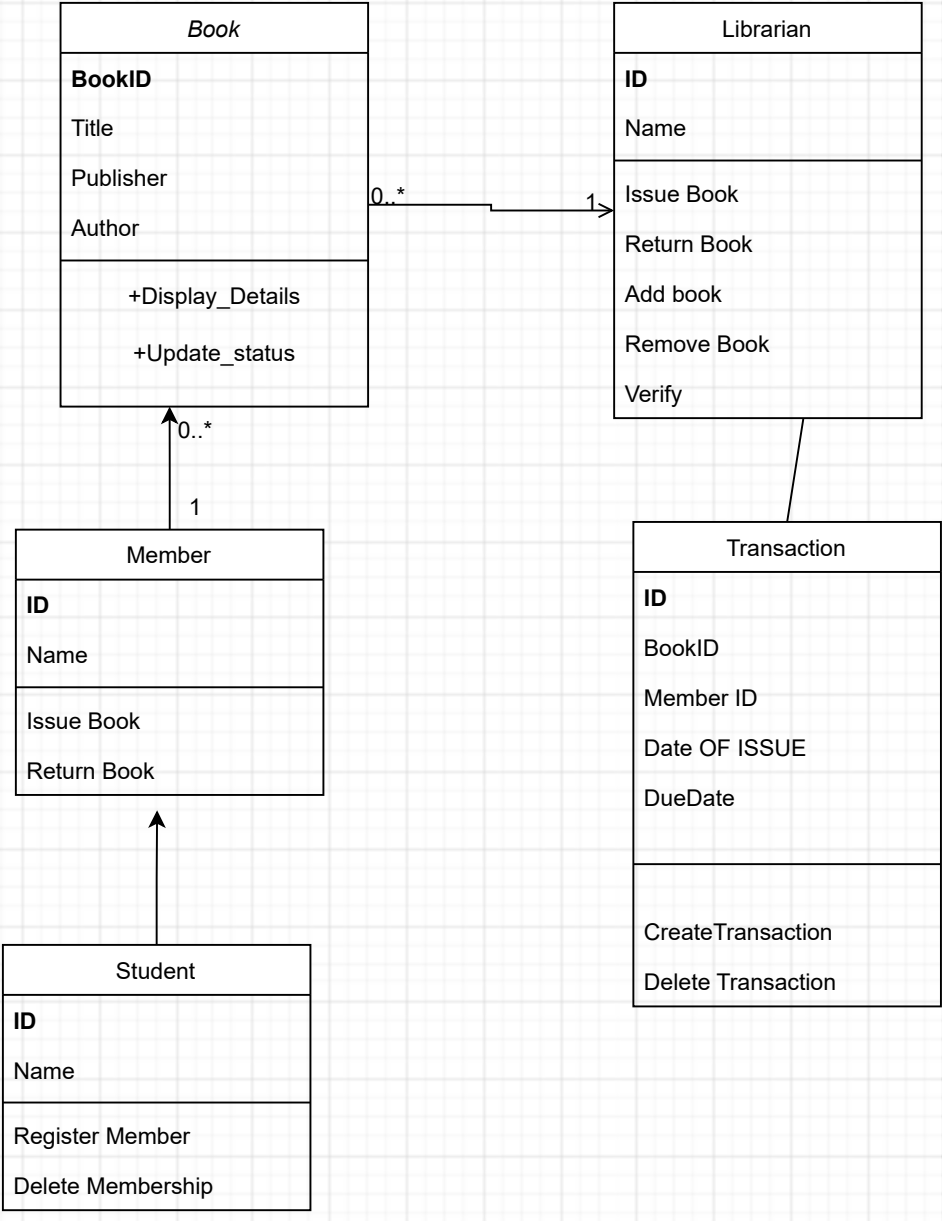 Book
BookID
Title
Publisher
Author
+Display_Details
+Update_status
0..*
1
Librarian
ID
Name
Issue Book
Return Book
Add book
Remove Book
Verify
0..*
1
Member
ID
Name
Issue Book
Return Book
Transaction
ID
BookID
Member ID
Date OF ISSUE
DueDate
CreateTransaction
Delete Transaction
Student
ID
Name
Register Member
Delete Membership